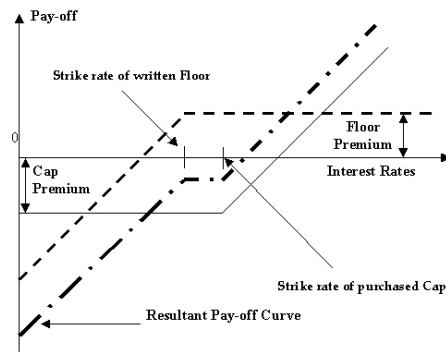 Pay-off
Strike rate of written Floor
0
Cap
Premium
Floor
Premium
Interest Rates
Strike rate of purchased Cap
Resultant Pay-off Curve